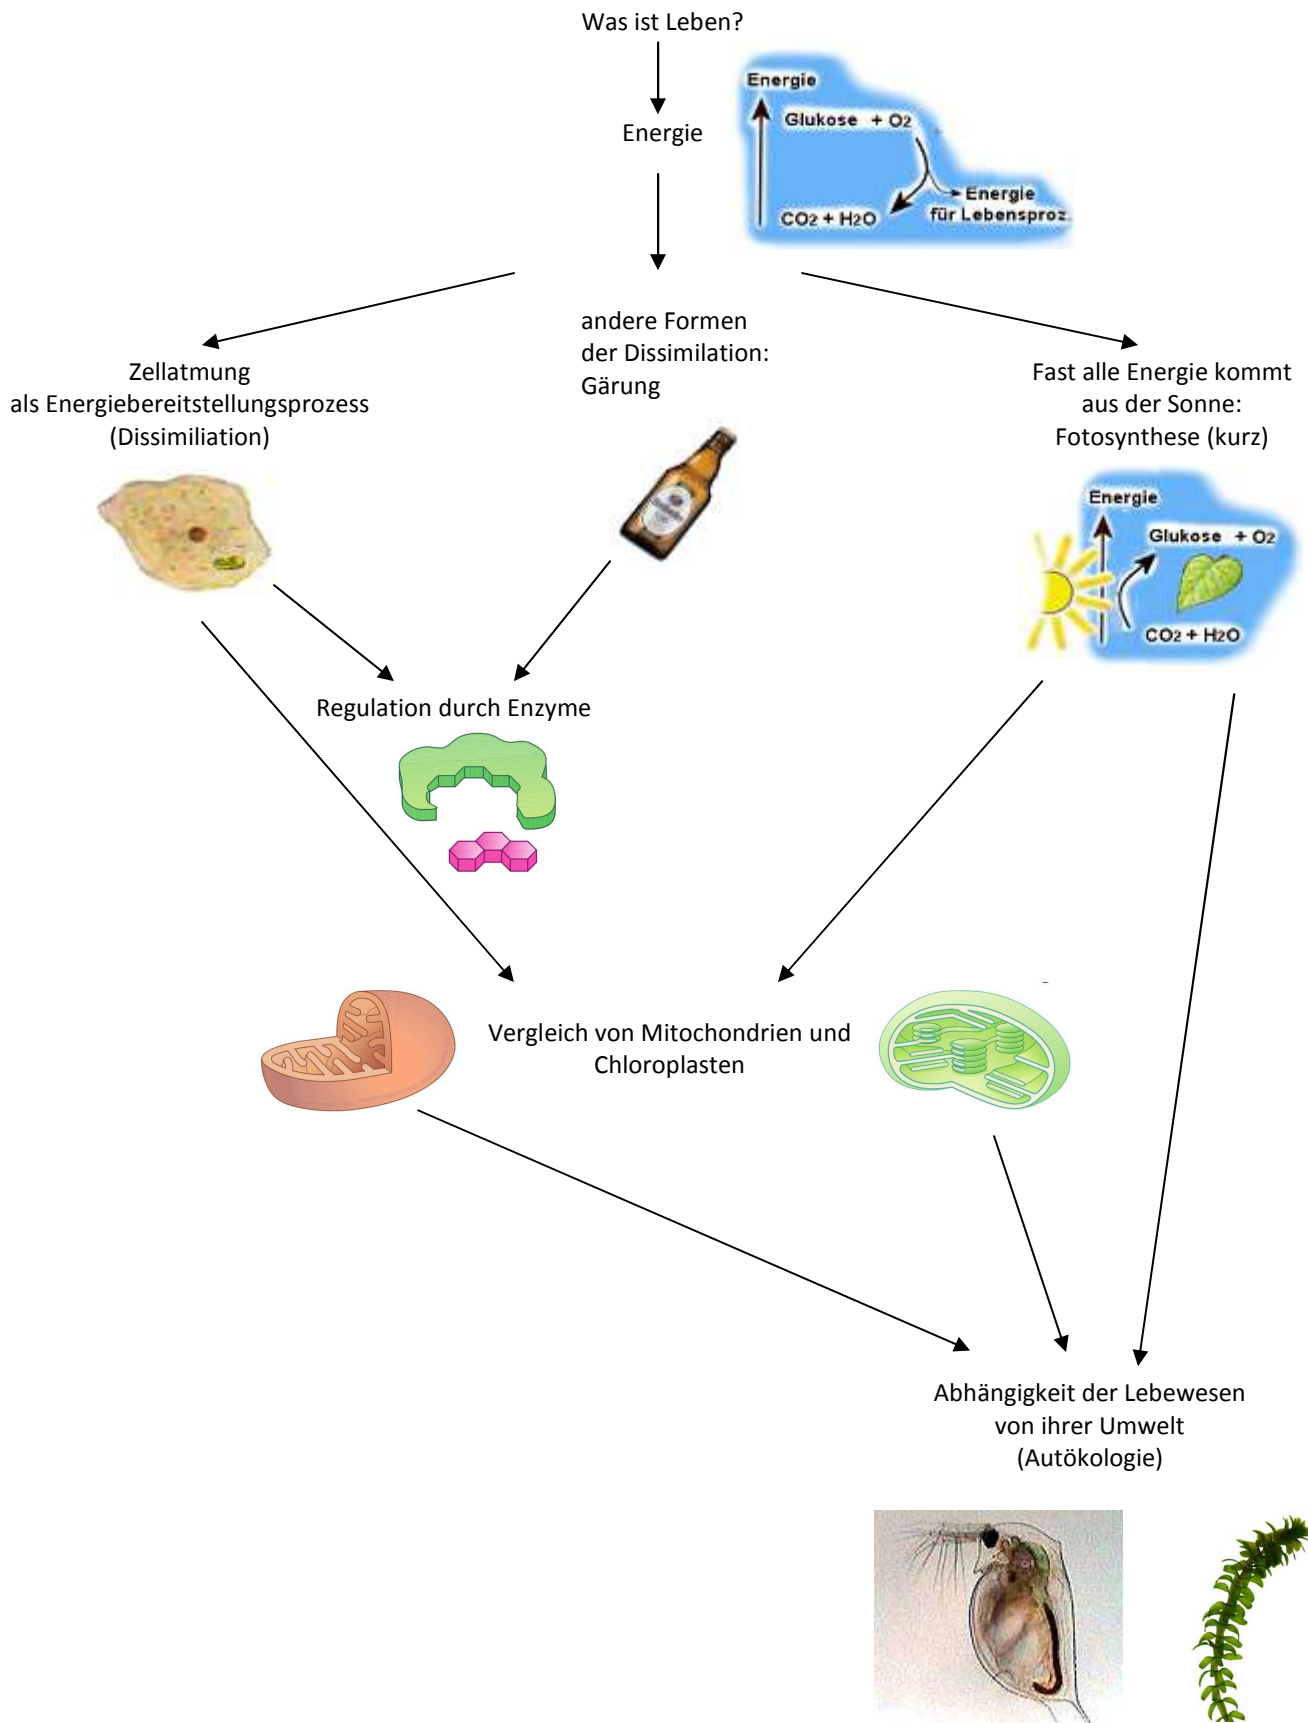 Was ist Leben?
Energie
Energie
Glukose + O2
CO2 + H2O
Energie
für Lebensproz.
andere Formen
der Dissimilation:
Gärung
Zellatmung
als Energiebereitstellungsprozess
(Dissimiliation)
Fast alle Energie kommt
aus der Sonne:
Fotosynthese (kurz)
Energie
Glukose + O2
CO2 + H2O
Regulation durch Enzyme
Vergleich von Mitochondrien und
Chloroplasten
Abhängigkeit der Lebewesen
von ihrer Umwelt
(Autökologie)